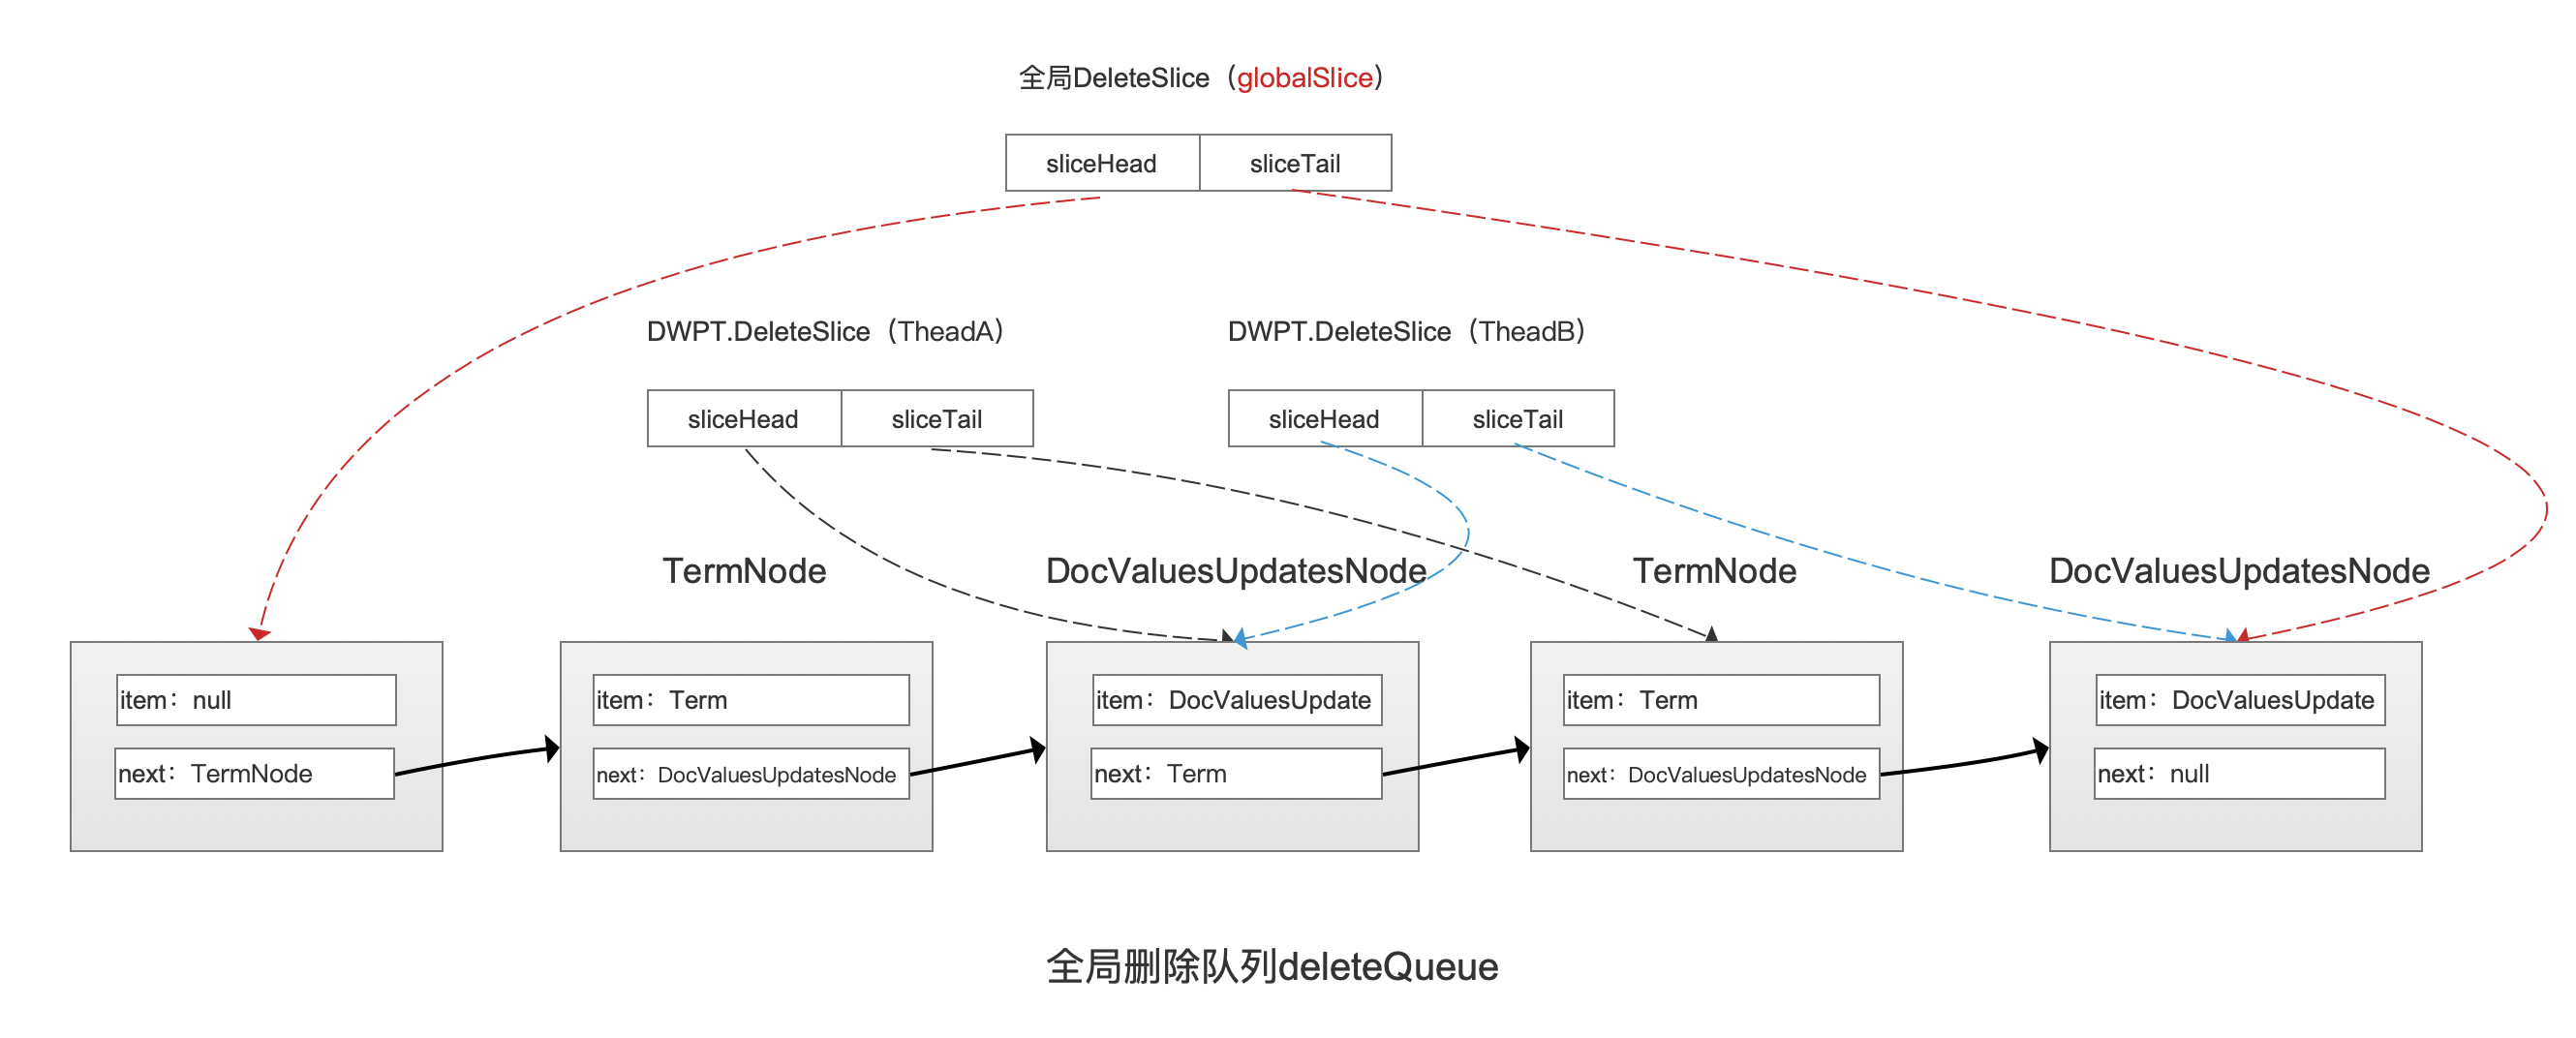 全局DeleteSlice（globalSlice）
sliceHead sliceTail
DWPT.DeleteSlice（TheadA） DWPT.DeleteSlice（TheadB）
sliceHead sliceTail sliceHead sliceTail
TermNode DocValuesUpdatesNode TermNode DocValuesUpdatesNode
item：null item：Term item：DocValuesUpdate item：Term item：DocValuesUpdate
next：TermNode next：DocValuesUpdatesNode next：Term next：DocValuesUpdatesNode next：null
全局删除队列deleteQueue